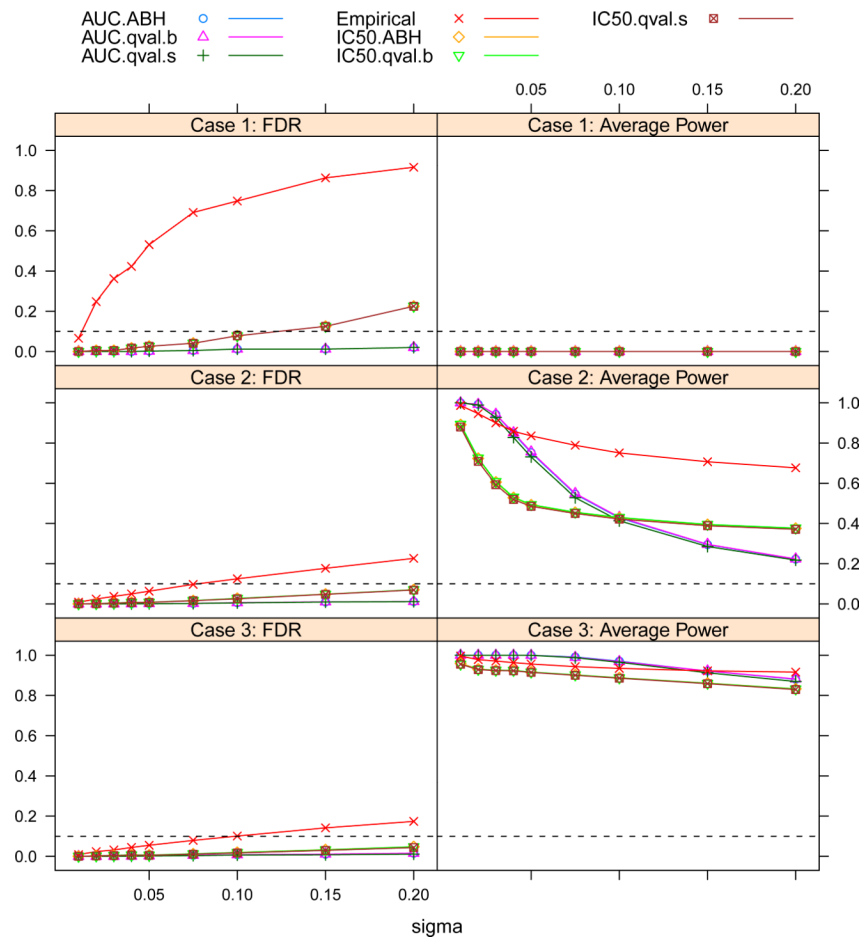 AUC.ABH Empirical IC50.qval.s
AUC.qval.b IC50.ABH
AUC.qval.s IC50.qval.b
0.05 0.10 0.15 0.20
Case 1: FDR Case 1: Average Power
1.0
0.8
0.6
0.4
0.2
0.0
Case 2: FDR Case 2: Average Power
1.0
0.8
0.6
0.4
0.2
0.0
Case 3: FDR Case 3: Average Power
1.0
0.8
0.6
0.4
0.2
0.0
0.05 0.10 0.15 0.20
sigma